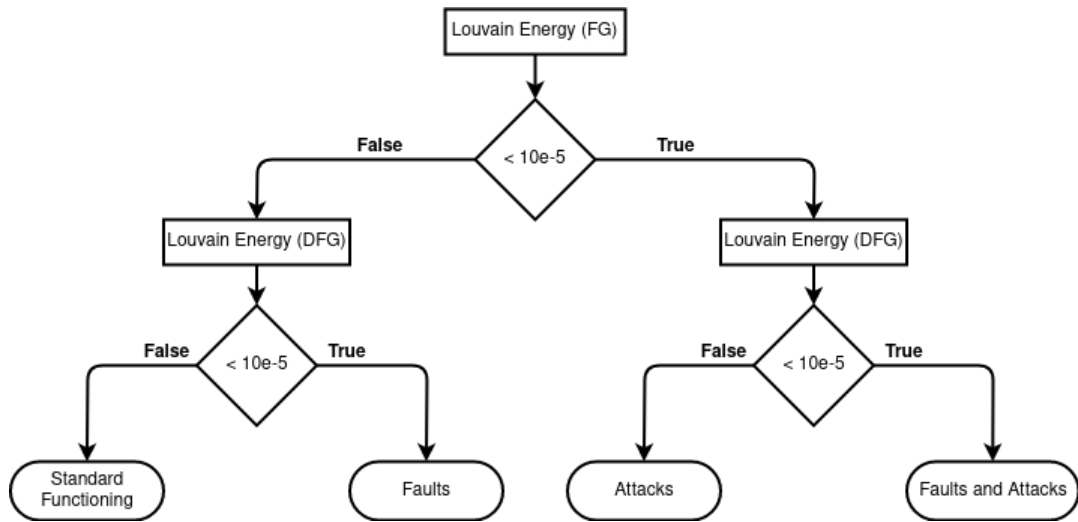 Louvain Energy (FG)
False
< 10e-5
True
Louvain Energy (DFG)
Louvain Energy (DFG)
False
< 10e-5
True
False
< 10e-5
True
Standard
Functioning
Faults
Attacks
Faults and Attacks